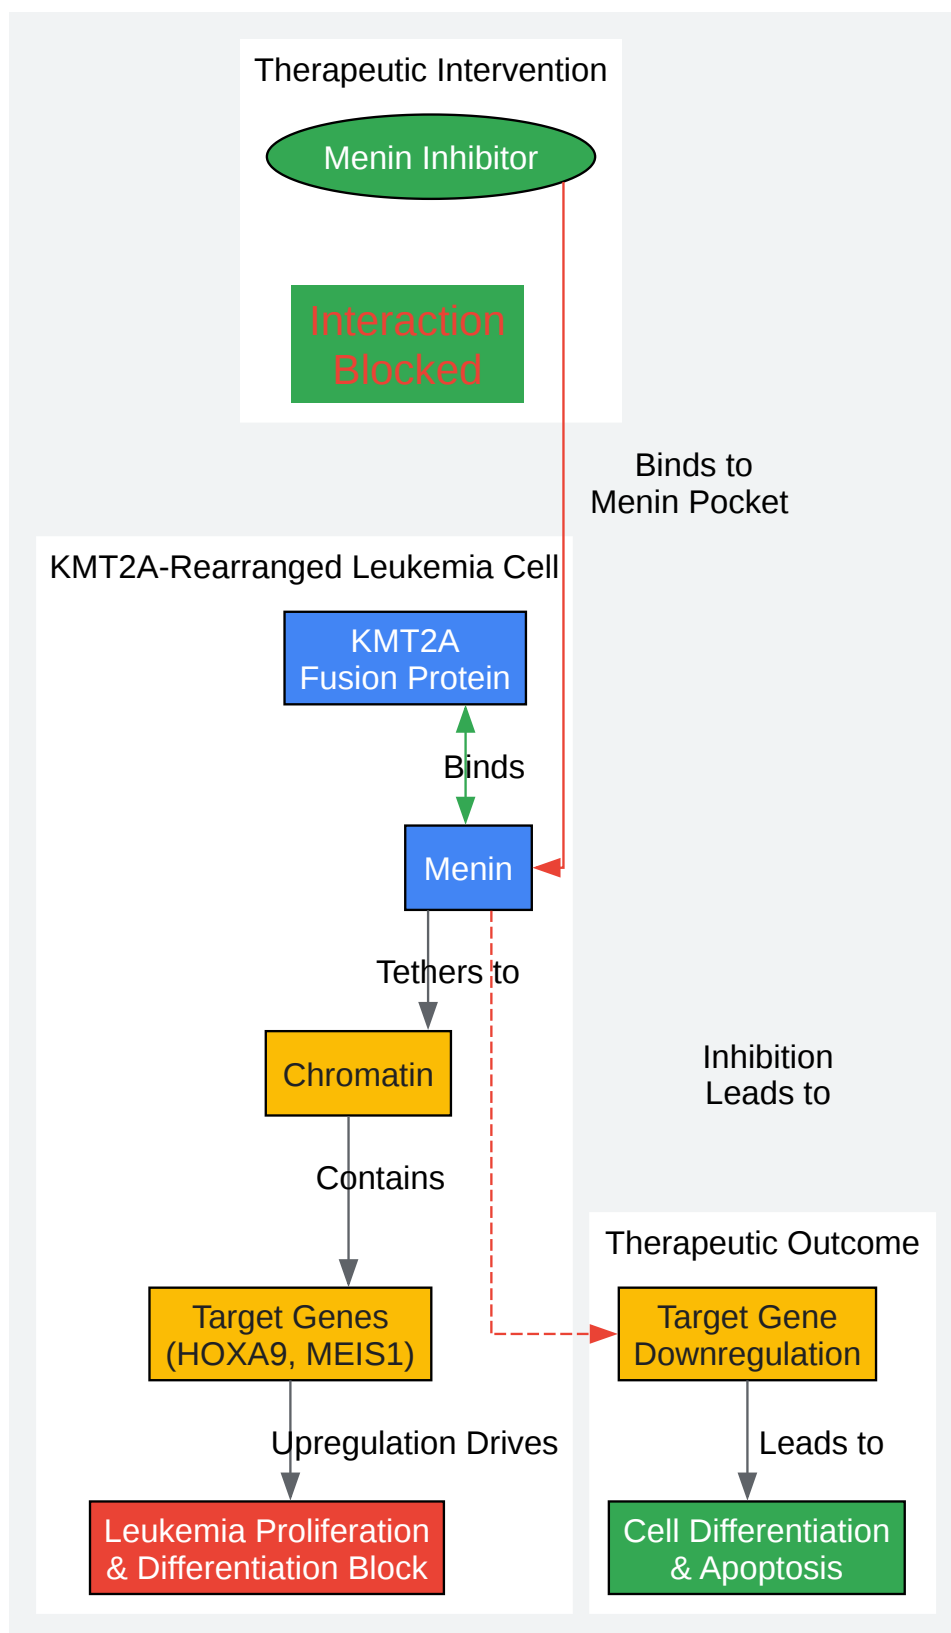 Therapeutic Intervention
Menin Inhibitor
Interaction
Blocked
Binds to
Menin Pocket
KMT2A-Rearranged Leukemia Cell
KMT2A
Fusion Protein
Binds
Menin
Tethers to
Chromatin
Inhibition
Leads to
Contains
Therapeutic Outcome
Target Genes
(HOXA9, MEIS1)
Target Gene
Downregulation
Upregulation Drives
Leads to
Leukemia Proliferation
& Differentiation Block
Cell Differentiation
& Apoptosis